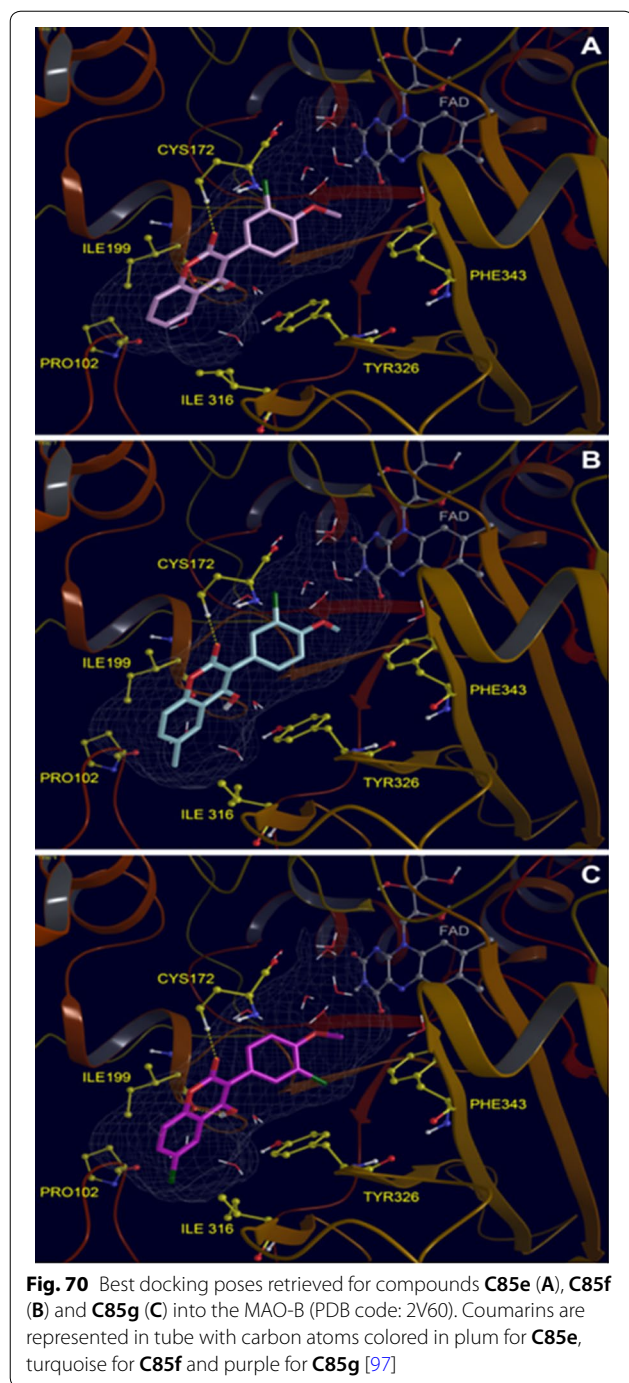 A
FAD
CYS172
ILE199
PHE343
PRO102
TYR326
ILE 316
B
FAD
CYS172
ILE199
PHE343
PRO102
TYR326
ILE 316
C
FAD
CYS172
ILE199
PHE343
PRO102
TYR326
ILE 316
Fig. 70 Best docking poses retrieved for compounds C85e (A), C85f
(B) and C85g (C) into the MAO-B (PDB code: 2V60). Coumarins are
represented in tube with carbon atoms colored in plum for C85e,
turquoise for C85f and purple for C85g [97]